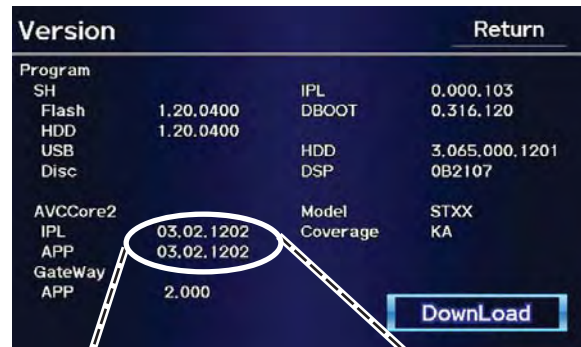 Version Return
Program
SH IPL 0.000.103
Flash 1.20.0400 DBOOT 0.316.120
HDD 1.20.0400
USB HDD 3.065.000.1201
Disc DSP 0B2107
AVCCore2 Model STXX
IPL 03.02.1202 Coverage KA
APP 03.02.1202
GateWay
APP 2.000
DownLoad